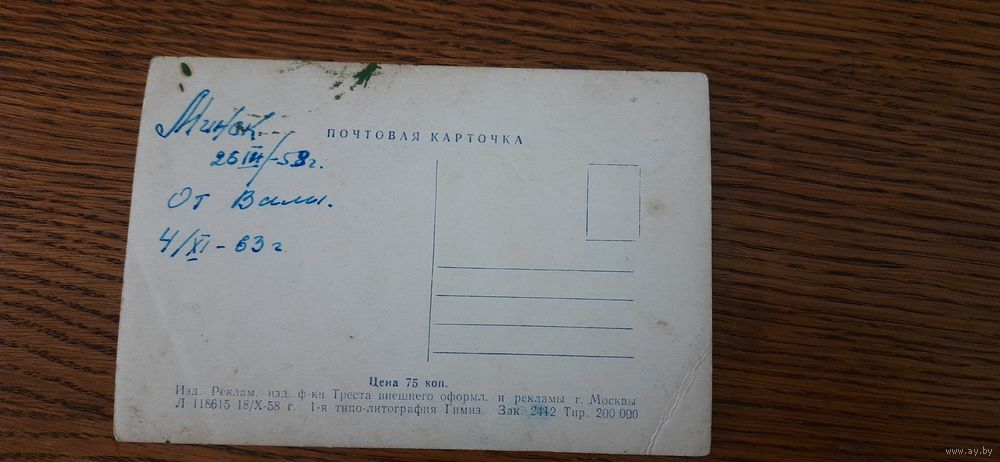 Минск
26/III-58г.
От Вали.
4/XI-63г
ПОЧТОВАЯ КАРТОЧКА
Цена 75 коп.
Изд. Реклам. изд. ф-ки Треста внешнего оформл. и рекламы г. Москвы
Л 118615 18/X-58 г. 1-я типо-литография Гимиз. Зак. 2412 Тир. 200 000
www.ay.by